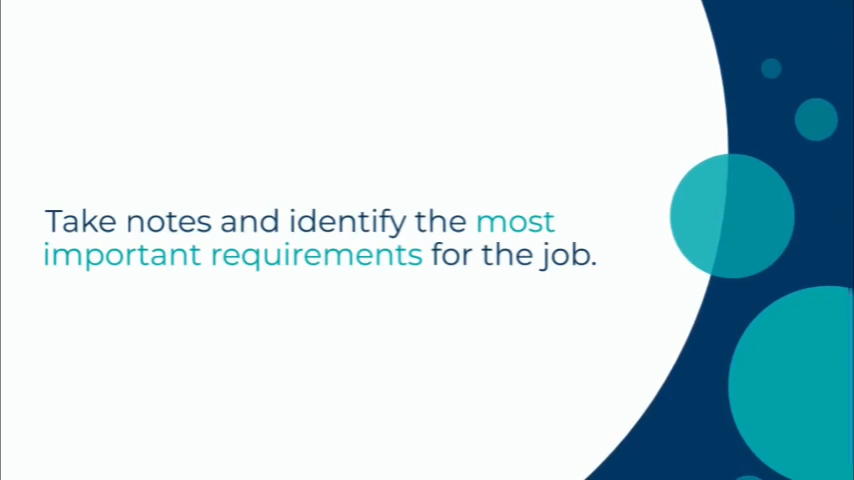 Take notes and identify the most
important requirements for the job.